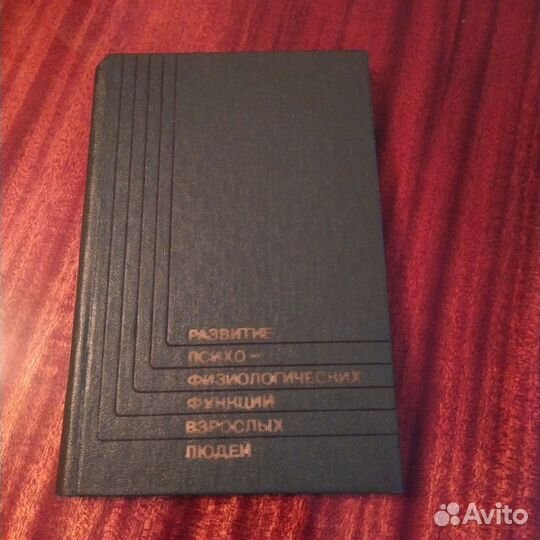 РАЗВИТИЕ
ПСИХО-
ФИЗИОЛОГИЧЕСКИХ
ФУНКЦИЙ
ВЗРОСЛЫХ
ЛЮДЕЙ
Avito